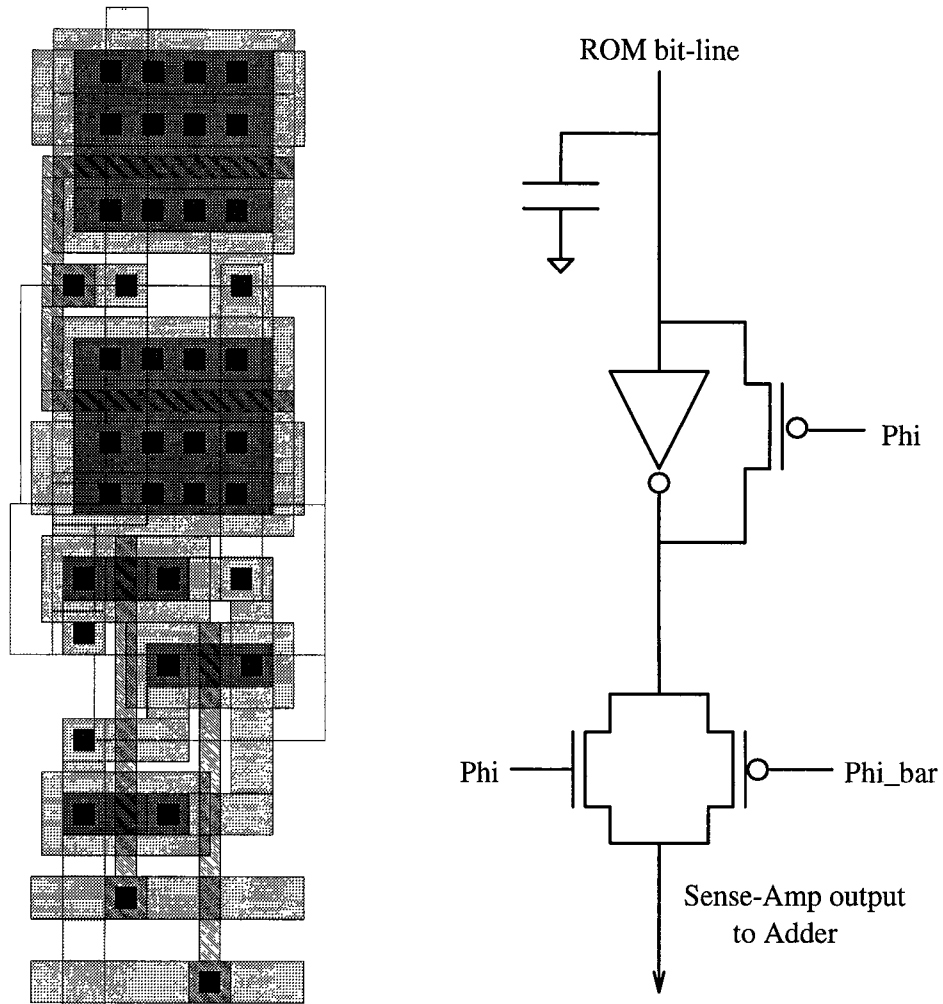 ROM bit-line
Phi
Phi
Phi_bar
Sense-Amp output
to Adder